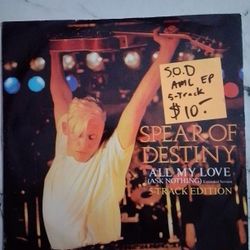 S.O.D
AML EP
5-Track
$10-
SPEAR OF
DESTINY
ALL MY LOVE
(ASK NOTHING) Extended Version
5 TRACK EDITION